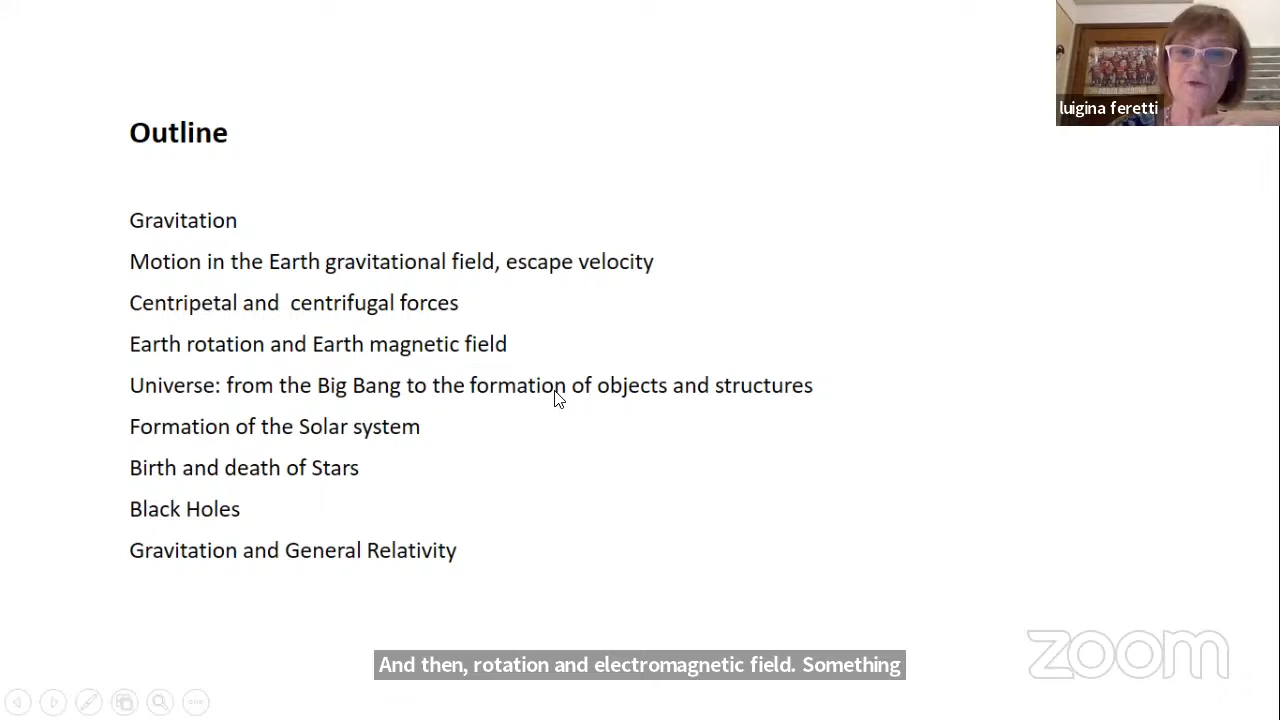 luigina feretti
Outline
Gravitation
Motion in the Earth gravitational field, escape velocity
Centripetal and  centrifugal forces
Earth rotation and Earth magnetic field
Universe: from the Big Bang to the formation of objects and structures
Formation of the Solar system
Birth and death of Stars
Black Holes
Gravitation and General Relativity
zoom
And then, rotation and electromagnetic field. Something